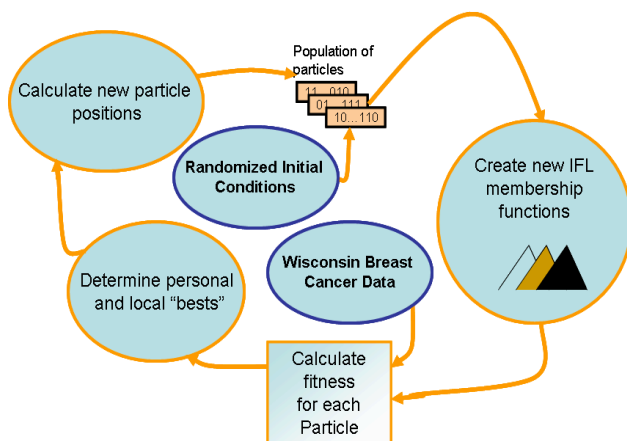 Population of
particles
11...010
01...111
10...110
Calculate new particle
positions
Randomized Initial
Conditions
Create new IFL
membership
functions
Wisconsin Breast
Cancer Data
Determine personal
and local “bests”
Calculate
fitness
for each
Particle